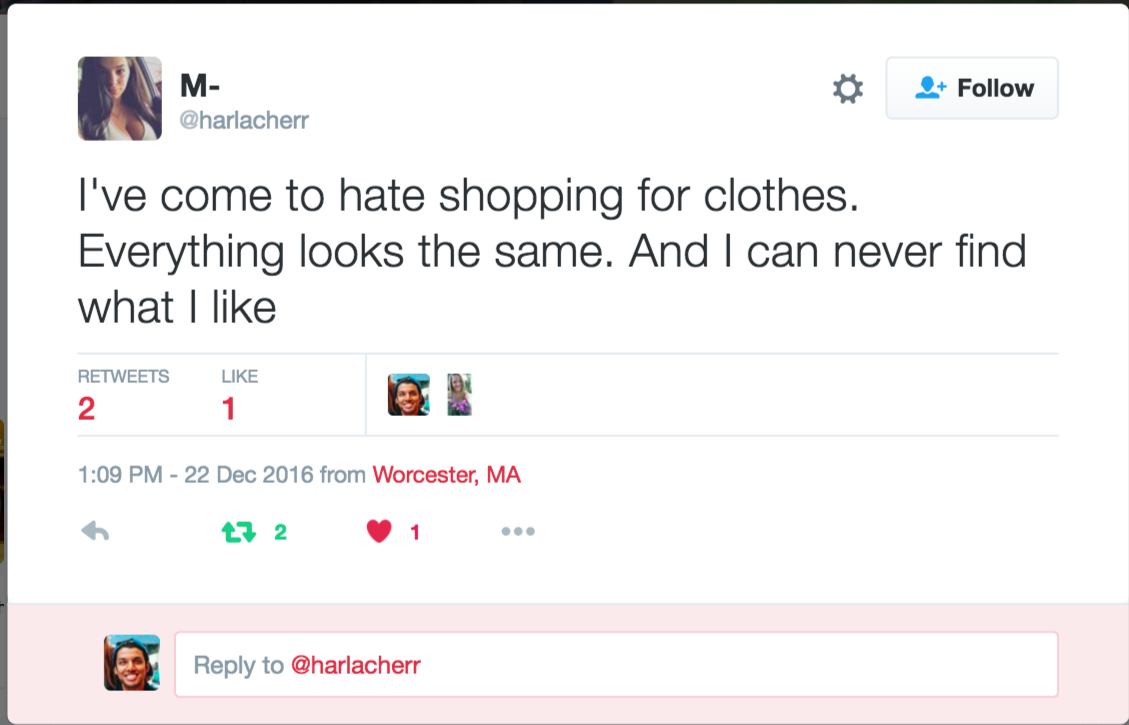 M-
@harlacherr
Follow
I've come to hate shopping for clothes.
Everything looks the same. And I can never find
what I like
RETWEETS LIKE
2 1
1:09 PM - 22 Dec 2016 from Worcester, MA
2 1
Reply to @harlacherr